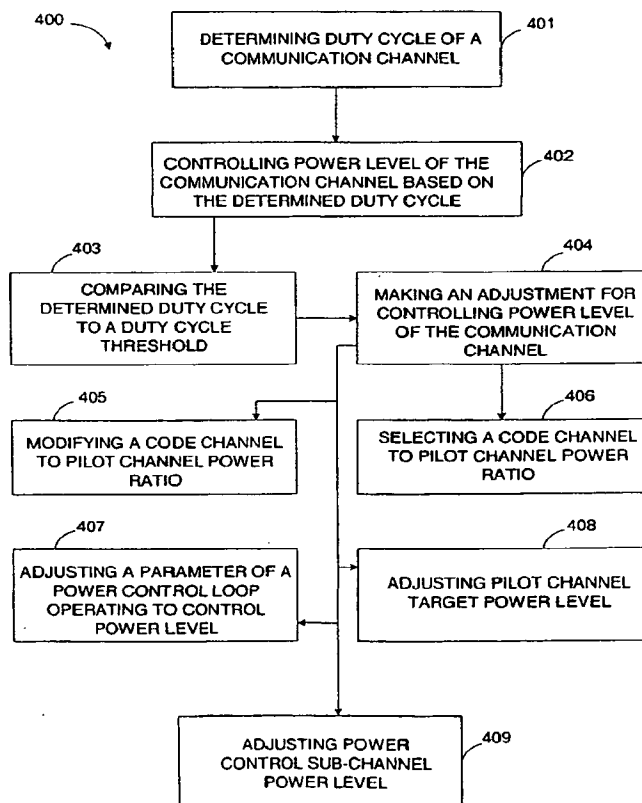 400
401
DETERMINING DUTY CYCLE OF A
COMMUNICATION CHANNEL
402
CONTROLLING POWER LEVEL OF THE
COMMUNICATION CHANNEL BASED ON
THE DETERMINED DUTY CYCLE
403
COMPARING THE
DETERMINED DUTY CYCLE
TO A DUTY CYCLE
THRESHOLD
404
MAKING AN ADJUSTMENT FOR
CONTROLLING POWER LEVEL
OF THE COMMUNICATION
CHANNEL
405
MODIFYING A CODE CHANNEL
TO PILOT CHANNEL POWER
RATIO
406
SELECTING A CODE CHANNEL
TO PILOT CHANNEL POWER
RATIO
407
ADJUSTING A PARAMETER OF A
POWER CONTROL LOOP
OPERATING TO CONTROL
POWER LEVEL
408
ADJUSTING PILOT CHANNEL
TARGET POWER LEVEL
409
ADJUSTING POWER
CONTROL SUB-CHANNEL
POWER LEVEL